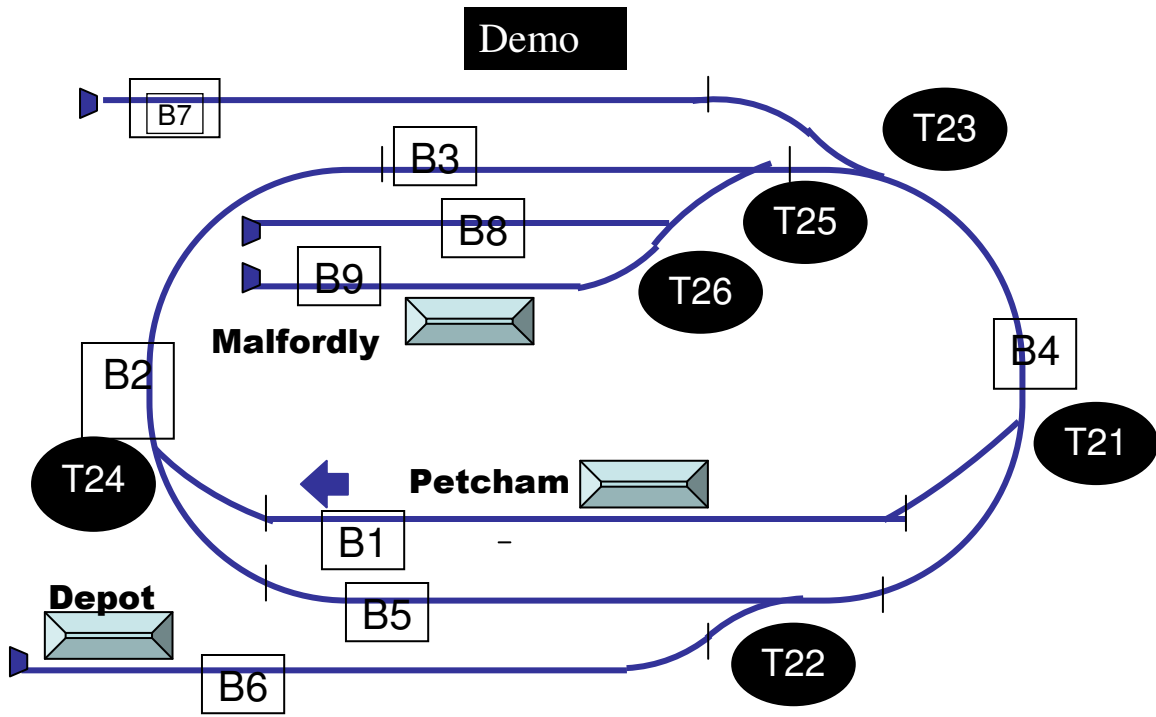 Demo
B7
T23
B3
T25
B8
B9
T26
Malfordly
B4
B2
T21
T24
Petcham
B1
Depot
B5
T22
B6